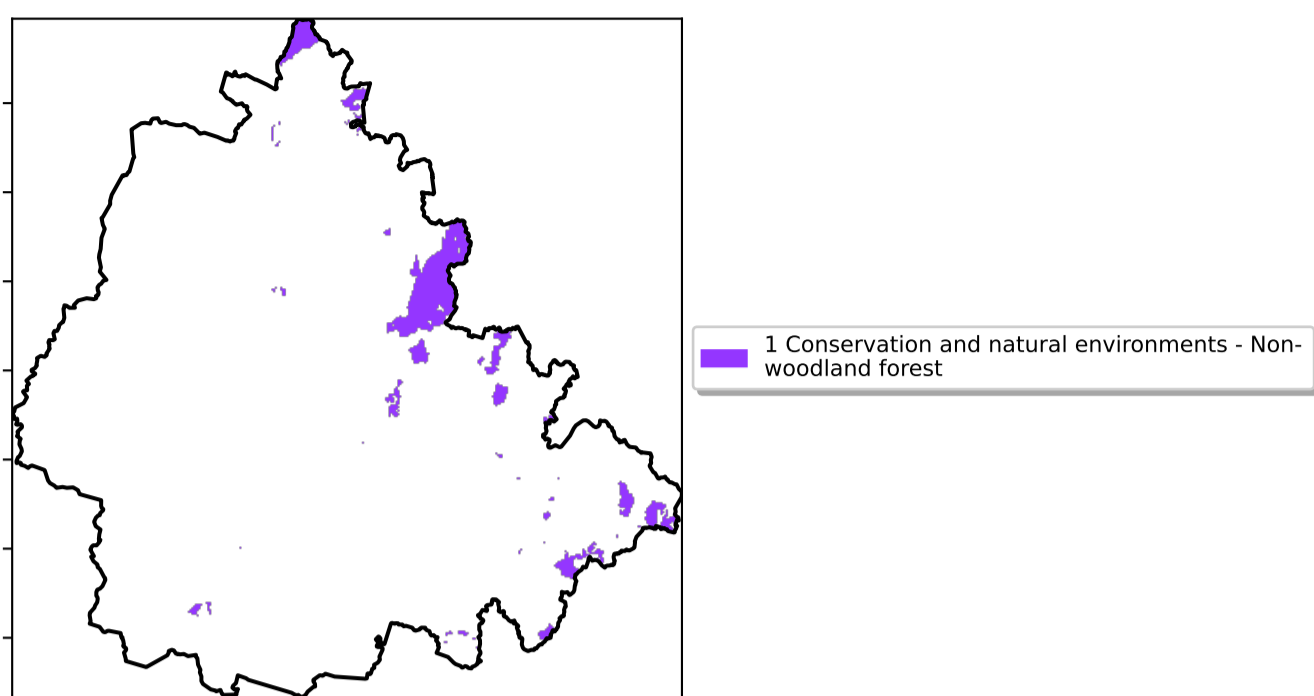 1 Conservation and natural environments - Non-
woodland forest